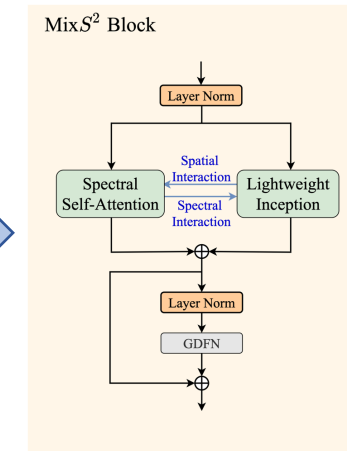 MixS² Block
Layer Norm
Spatial
Interaction
Spectral
Self-Attention
Lightweight
Inception
Spectral
Interaction
Layer Norm
GDFN